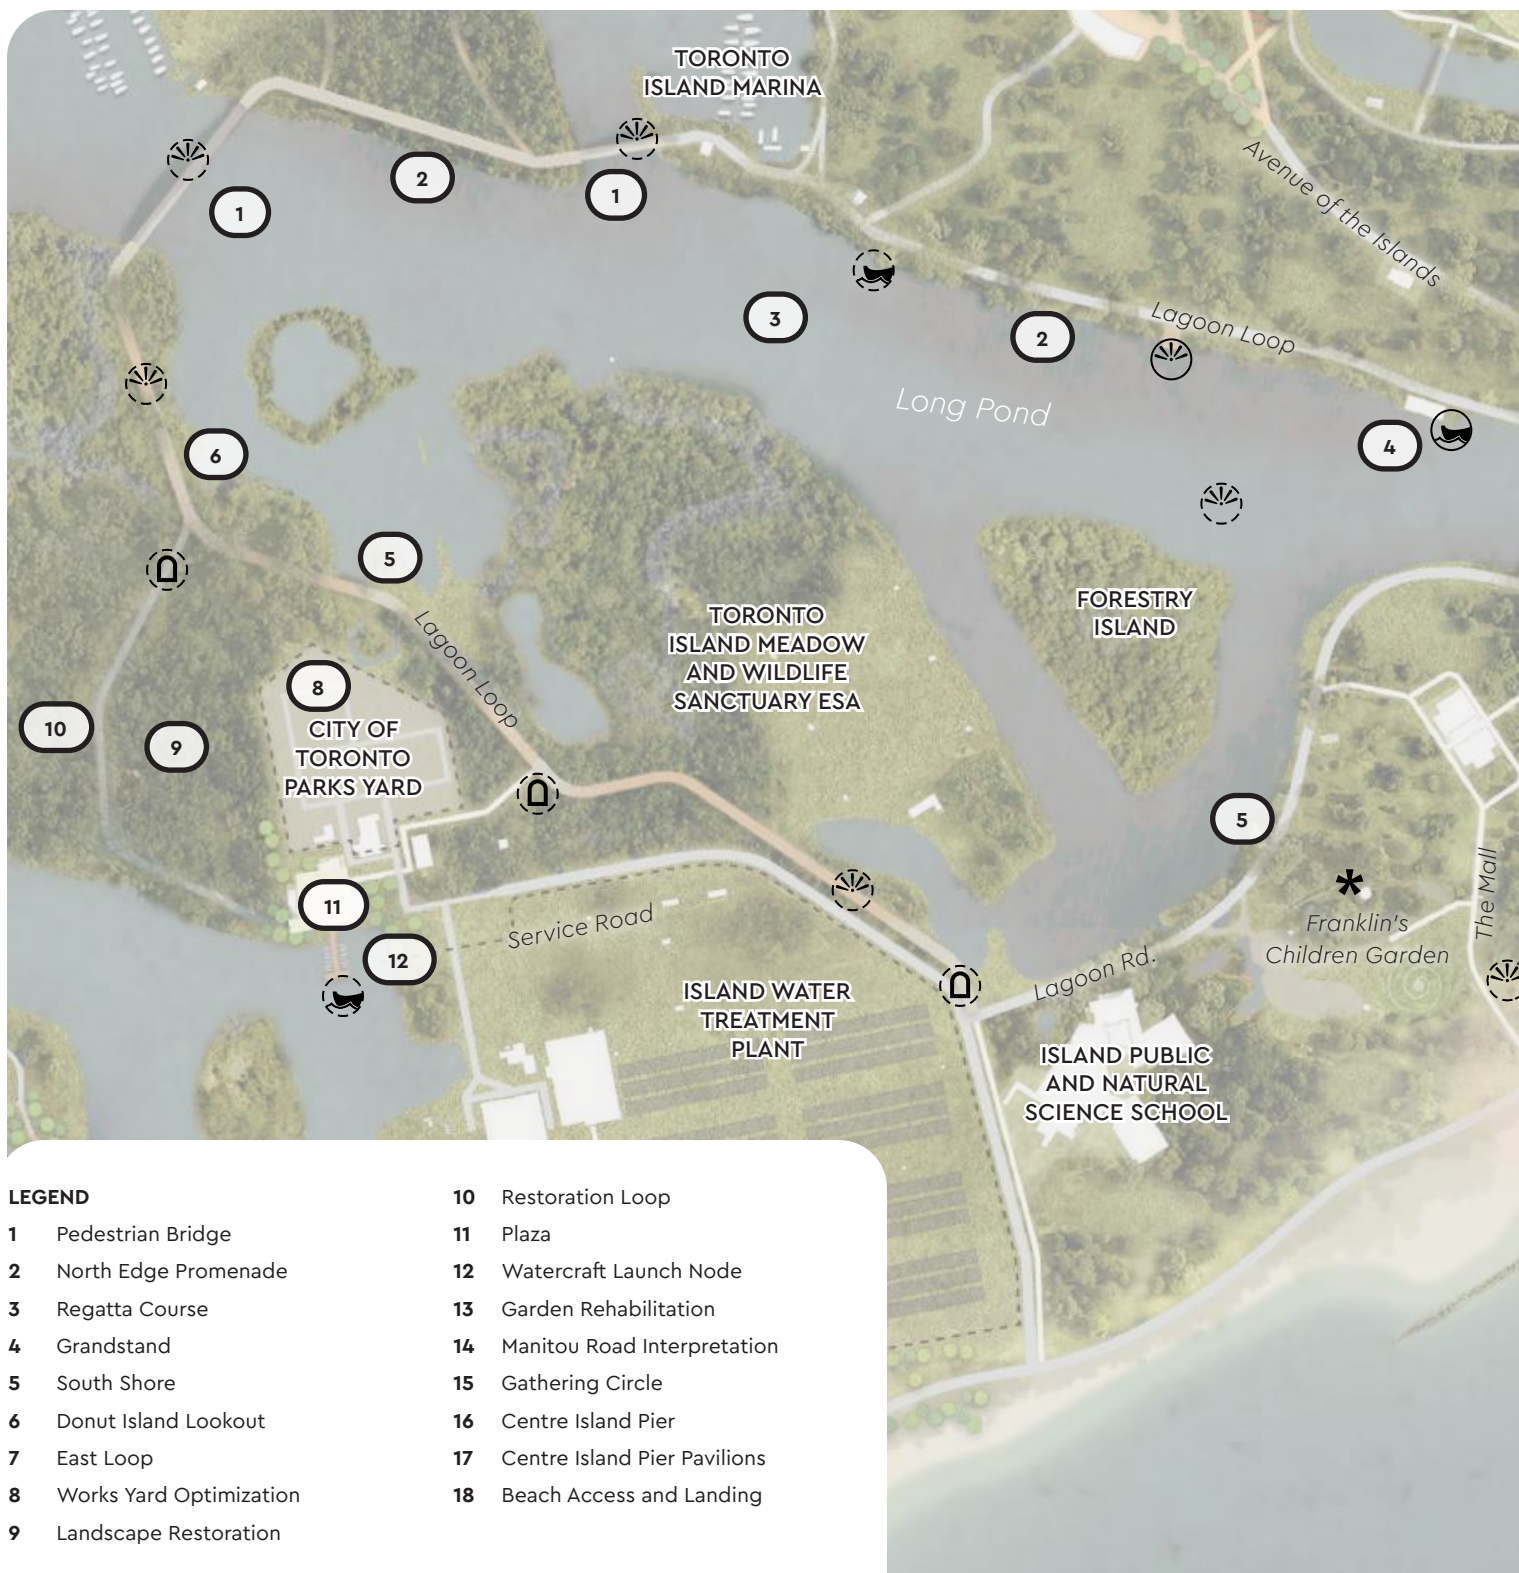 TORONTO
ISLAND MARINA
Avenue of the Islands
1
2
1
3
2
Lagoon Loop
Long Pond
4
6
5
TORONTO
ISLAND MEADOW
AND WILDLIFE
SANCTUARY ESA
FORESTRY
ISLAND
Lagoon Loop
8
CITY OF
TORONTO
PARKS YARD
10
9
5
The Mall
Franklin's
Children Garden
11
12
Service Road
Lagoon Rd.
ISLAND WATER
TREATMENT
PLANT
ISLAND PUBLIC
AND NATURAL
SCIENCE SCHOOL
LEGEND
1 Pedestrian Bridge
2 North Edge Promenade
3 Regatta Course
4 Grandstand
5 South Shore
6 Donut Island Lookout
7 East Loop
8 Works Yard Optimization
9 Landscape Restoration
10 Restoration Loop
11 Plaza
12 Watercraft Launch Node
13 Garden Rehabilitation
14 Manitou Road Interpretation
15 Gathering Circle
16 Centre Island Pier
17 Centre Island Pier Pavilions
18 Beach Access and Landing